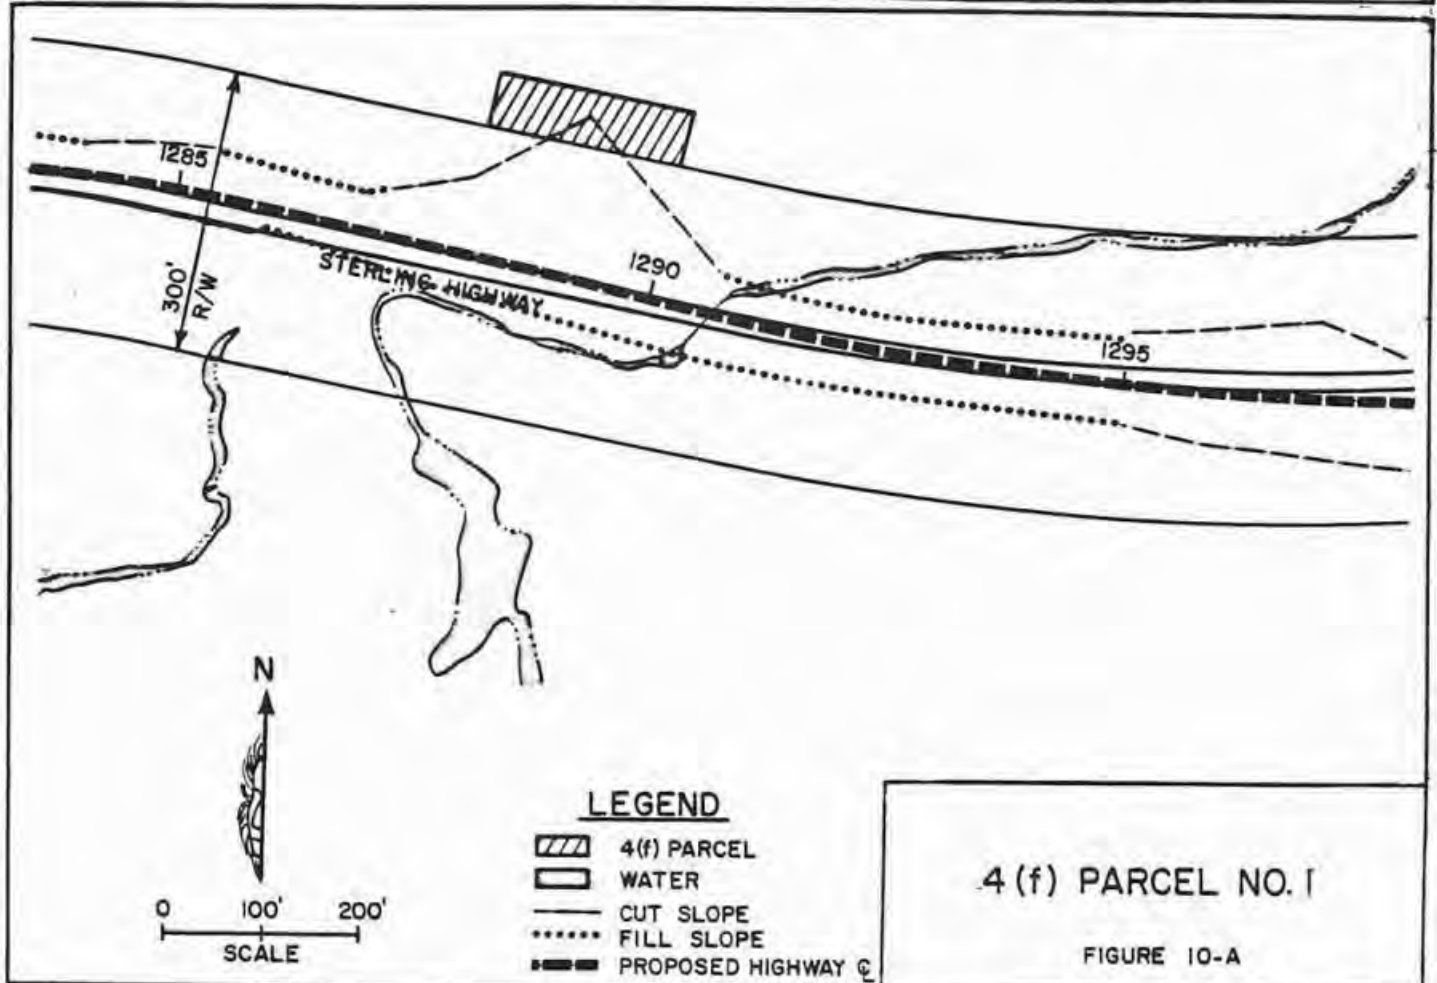 1285
300'
R/W
STERLING HIGHWAY
1290
1295
N
0 100' 200'
SCALE
LEGEND
4(f) PARCEL
WATER
CUT SLOPE
FILL SLOPE
PROPOSED HIGHWAY ℄
4(f) PARCEL NO. 1
FIGURE 10-A